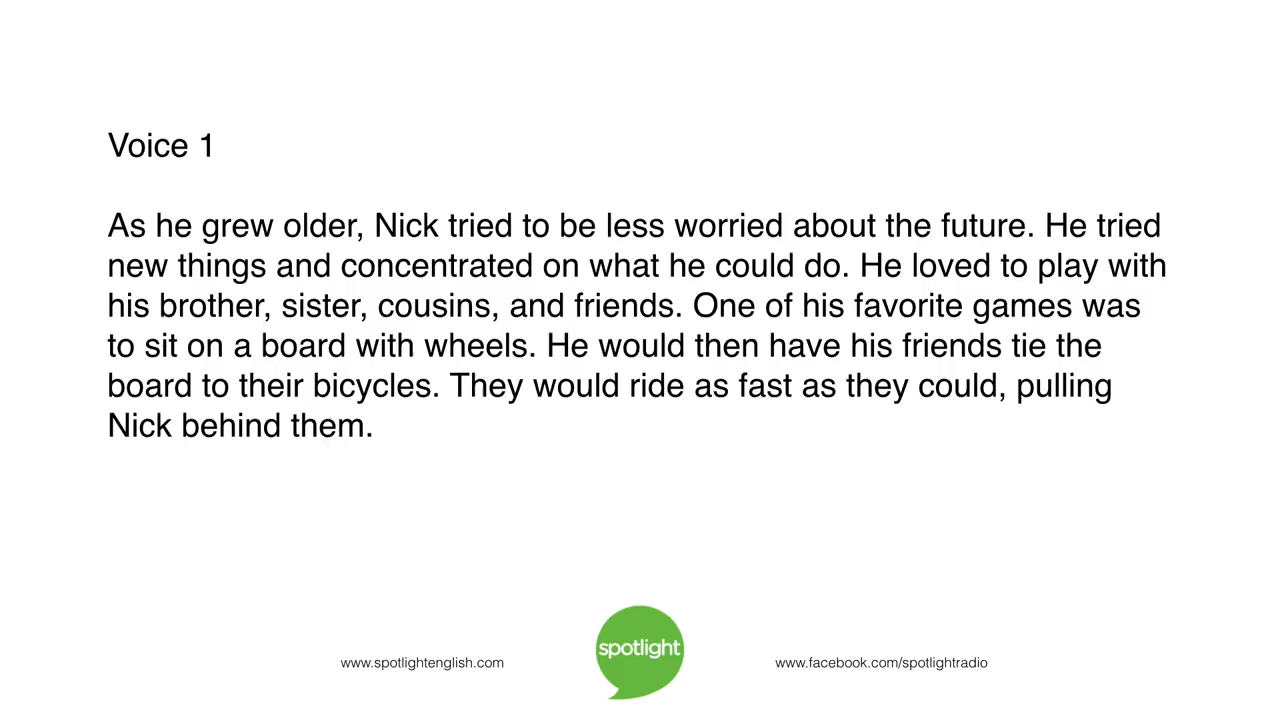 Voice 1
As he grew older, Nick tried to be less worried about the future. He tried
new things and concentrated on what he could do. He loved to play with
his brother, sister, cousins, and friends. One of his favorite games was
to sit on a board with wheels. He would then have his friends tie the
board to their bicycles. They would ride as fast as they could, pulling
Nick behind them.
www.spotlightenglish.com
spotlight
www.facebook.com/spotlightradio